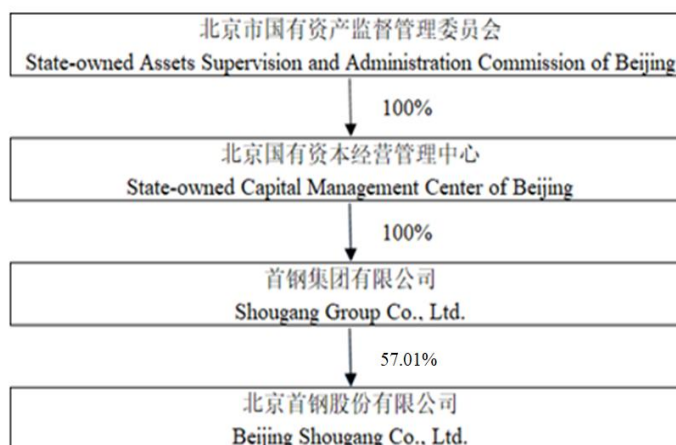 北京市国有资产监督管理委员会
State-owned Assets Supervision and Administration Commission of Beijing
100%
北京国有资本经营管理中心
State-owned Capital Management Center of Beijing
100%
首钢集团有限公司
Shougang Group Co., Ltd.
57.01%
北京首钢股份有限公司
Beijing Shougang Co., Ltd.